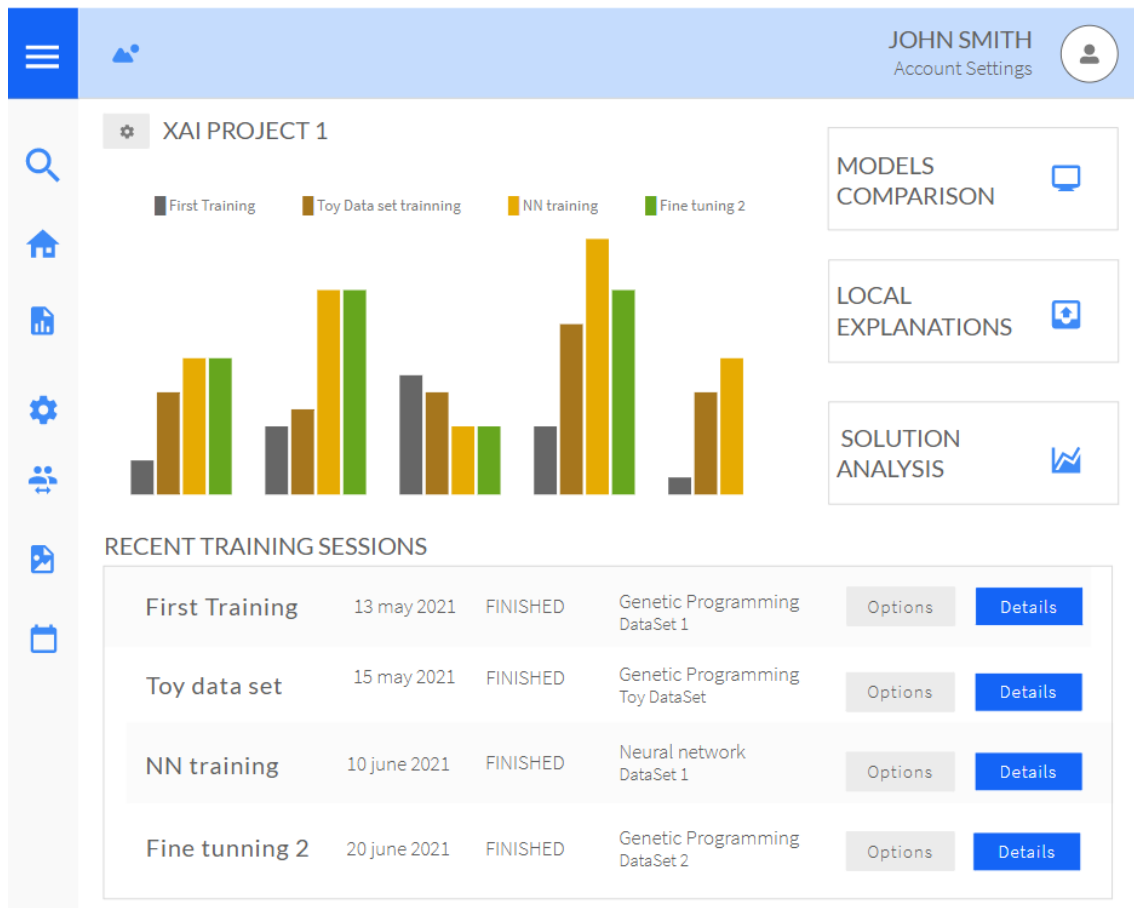 JOHN SMITH
Account Settings
XAI PROJECT 1
First Training
Toy Data set trainning
NN training
Fine tuning 2
MODELS
COMPARISON
LOCAL
EXPLANATIONS
SOLUTION
ANALYSIS
RECENT TRAINING SESSIONS
First Training 13 may 2021 FINISHED Genetic Programming Options Details
DataSet 1
Toy data set 15 may 2021 FINISHED Genetic Programming Options Details
Toy DataSet
NN training 10 june 2021 FINISHED Neural network Options Details
DataSet 1
Fine tunning 2 20 june 2021 FINISHED Genetic Programming Options Details
DataSet 2